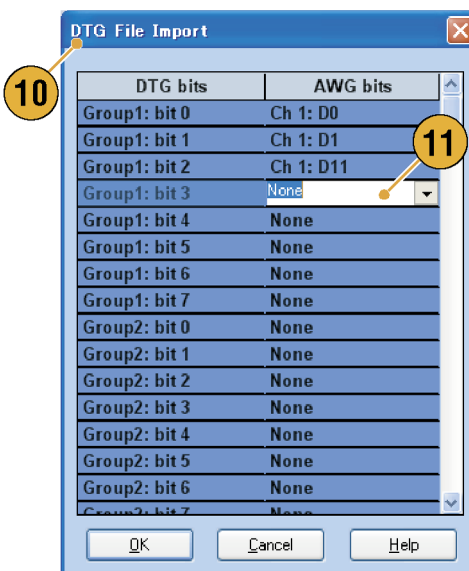 DTG File Import
10
DTG bits AWG bits
Group1: bit 0 Ch 1: D0
Group1: bit 1 Ch 1: D1
11
Group1: bit 2 Ch 1: D11
Group1: bit 3 None
Group1: bit 4 None
Group1: bit 5 None
Group1: bit 6 None
Group1: bit 7 None
Group2: bit 0 None
Group2: bit 1 None
Group2: bit 2 None
Group2: bit 3 None
Group2: bit 4 None
Group2: bit 5 None
Group2: bit 6 None
Group2: bit 7 None
OK Cancel Help